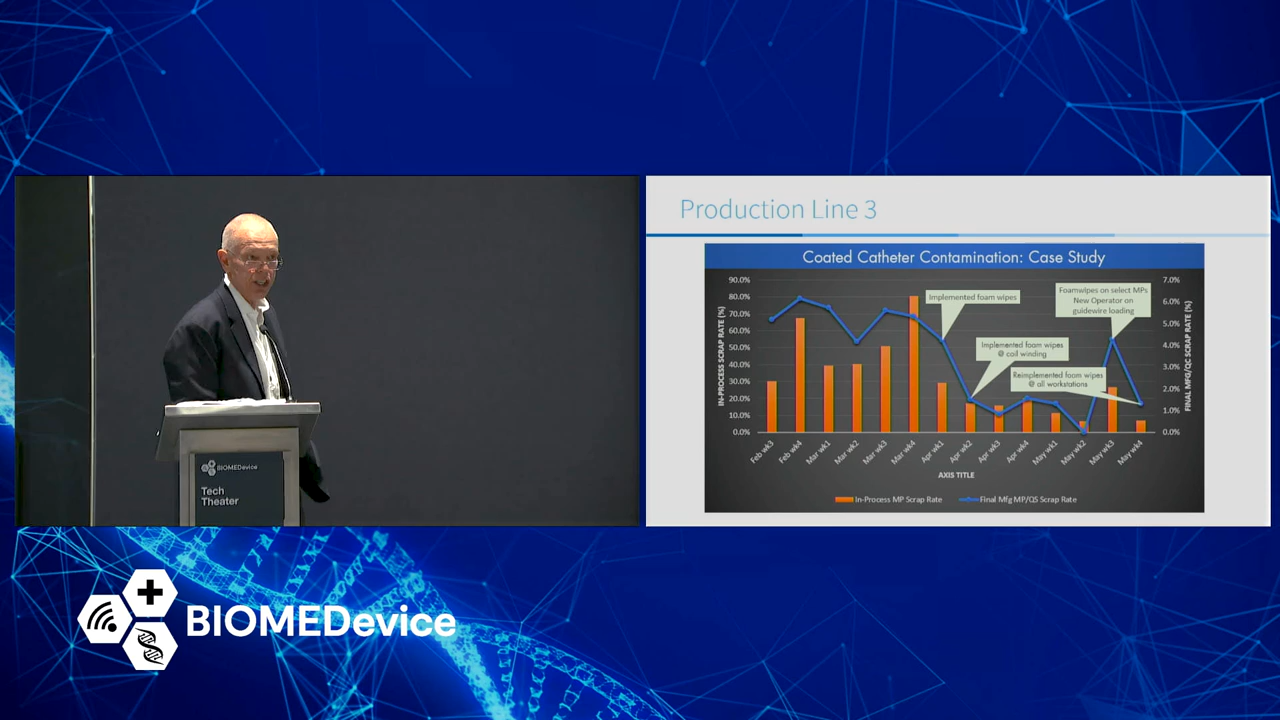 Production Line 3
Coated Catheter Contamination: Case Study
90.0%
80.0%
70.0%
60.0%
50.0%
40.0%
30.0%
20.0%
10.0%
0.0%
IN-PROCESS SCRAP RATE (%)
7.0%
6.0%
5.0%
4.0%
3.0%
2.0%
1.0%
0.0%
FINAL MFG/QC SCRAP RATE (%)
Implemented foam wipes
Implemented foam wipes
@ coil winding
Foamwipes on select MPs
New Operator on
guidewire loading
Reimplemented foam wipes
@ all workstations
Feb wk3
Feb wk4
Mar wk1
Mar wk2
Mar wk3
Mar wk4
Apr wk1
Apr wk2
Apr wk3
Apr wk4
May wk1
May wk2
May wk3
May wk4
AXIS TITLE
In-Process MP Scrap Rate
Final Mfg MP/QS Scrap Rate
BIOMEDevice
Tech
Theater
BIOMEDevice